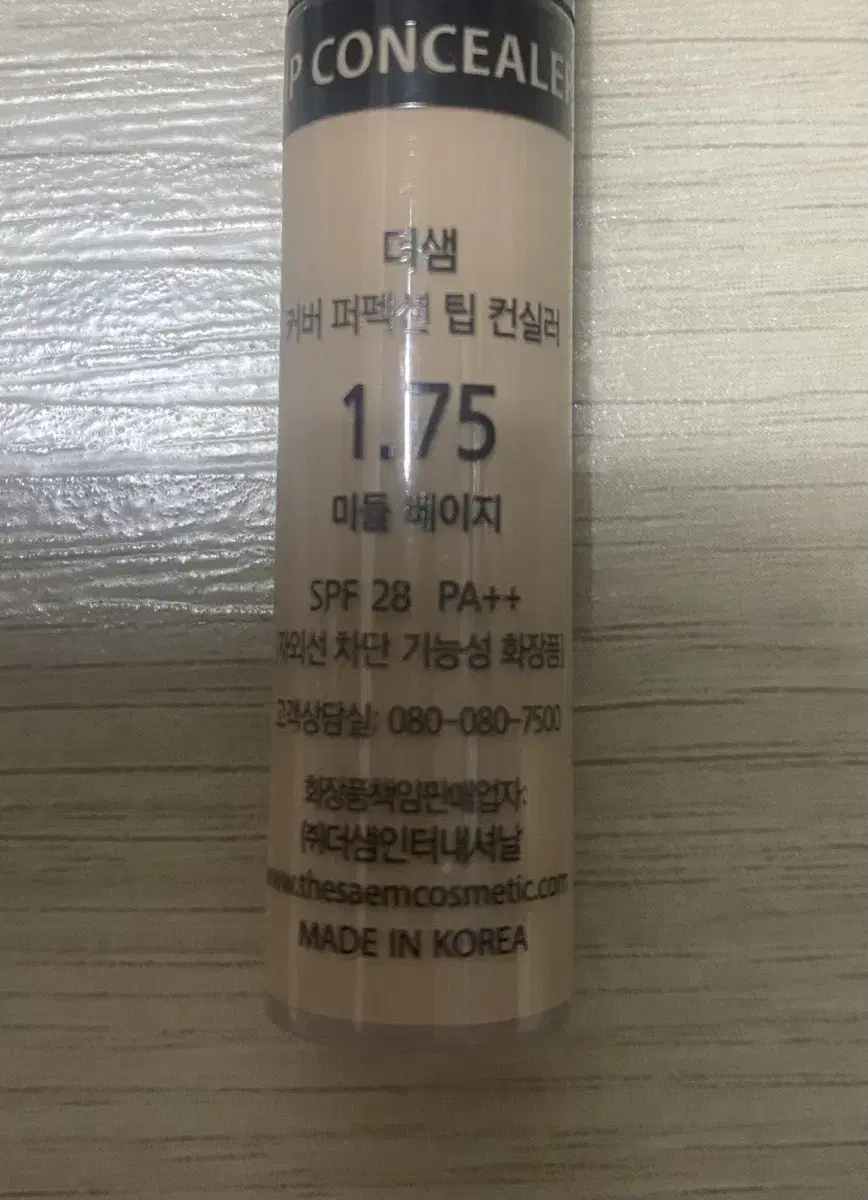 P CONCEALER
더샘
커버 퍼펙션 팁 컨실러
1.75
미들 베이지
SPF 28 PA++
자외선 차단 기능성 화장품
고객상담실: 080-080-7500
화장품책임판매업자:
㈜더샘인터내셔날
www.thesaemcosmetic.com
MADE IN KOREA